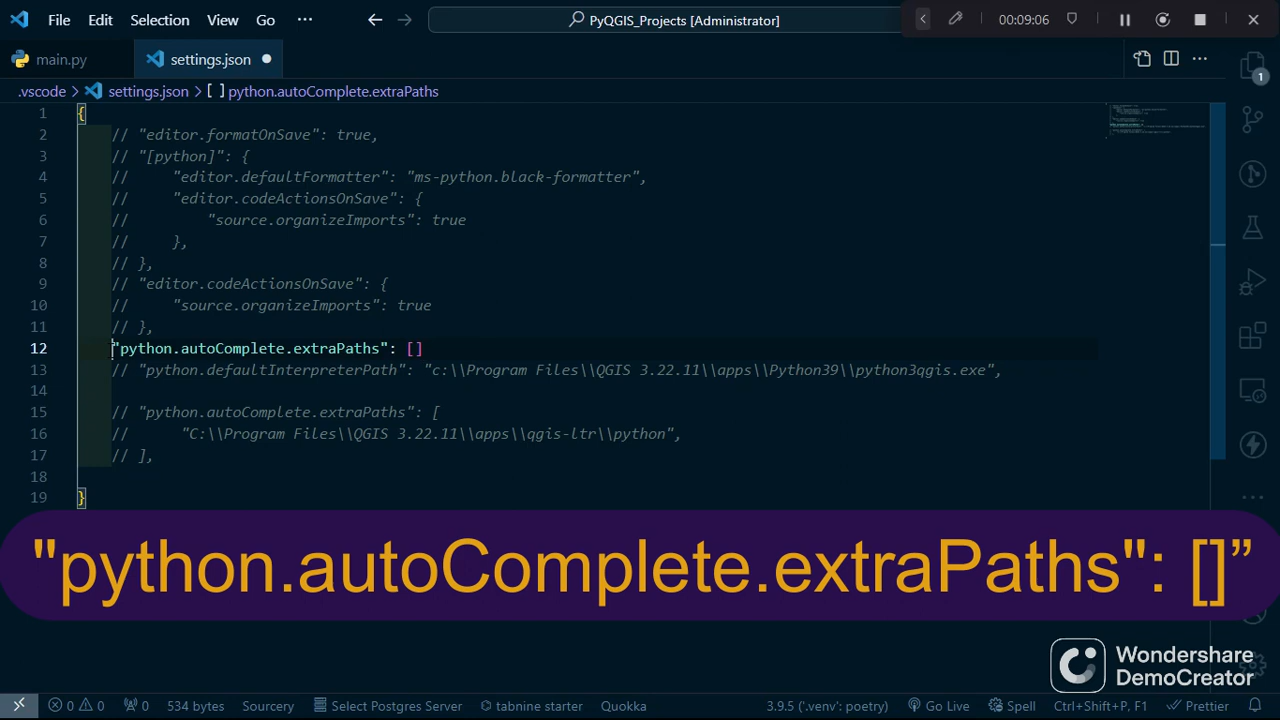 File Edit Selection View Go ··· PyQGIS_Projects [Administrator] 00:09:06
main.py settings.json
.vscode > settings.json > [ ] python.autoComplete.extraPaths
1 {
2 // "editor.formatOnSave": true,
3 // "[python]": {
4 // "editor.defaultFormatter": "ms-python.black-formatter",
5 // "editor.codeActionsOnSave": {
6 // "source.organizeImports": true
7 // },
8 // },
9 // "editor.codeActionsOnSave": {
10 // "source.organizeImports": true
11 // },
12 "python.autoComplete.extraPaths": []
13 // "python.defaultInterpreterPath": "c:\\Program Files\\QGIS 3.22.11\\apps\\Python39\\python3qgis.exe",
14
15 // "python.autoComplete.extraPaths": [
16 // "C:\\Program Files\\QGIS 3.22.11\\apps\\qgis-ltr\\python",
17 // ],
18
19 }
1
"python.autoComplete.extraPaths": []”
Wondershare
DemoCreator
0 0 0 534 bytes Sourcery Select Postgres Server tabnine starter Quokka 3.9.5 ('.venv': poetry) Go Live Spell Ctrl+Shift+P, F1 Prettier